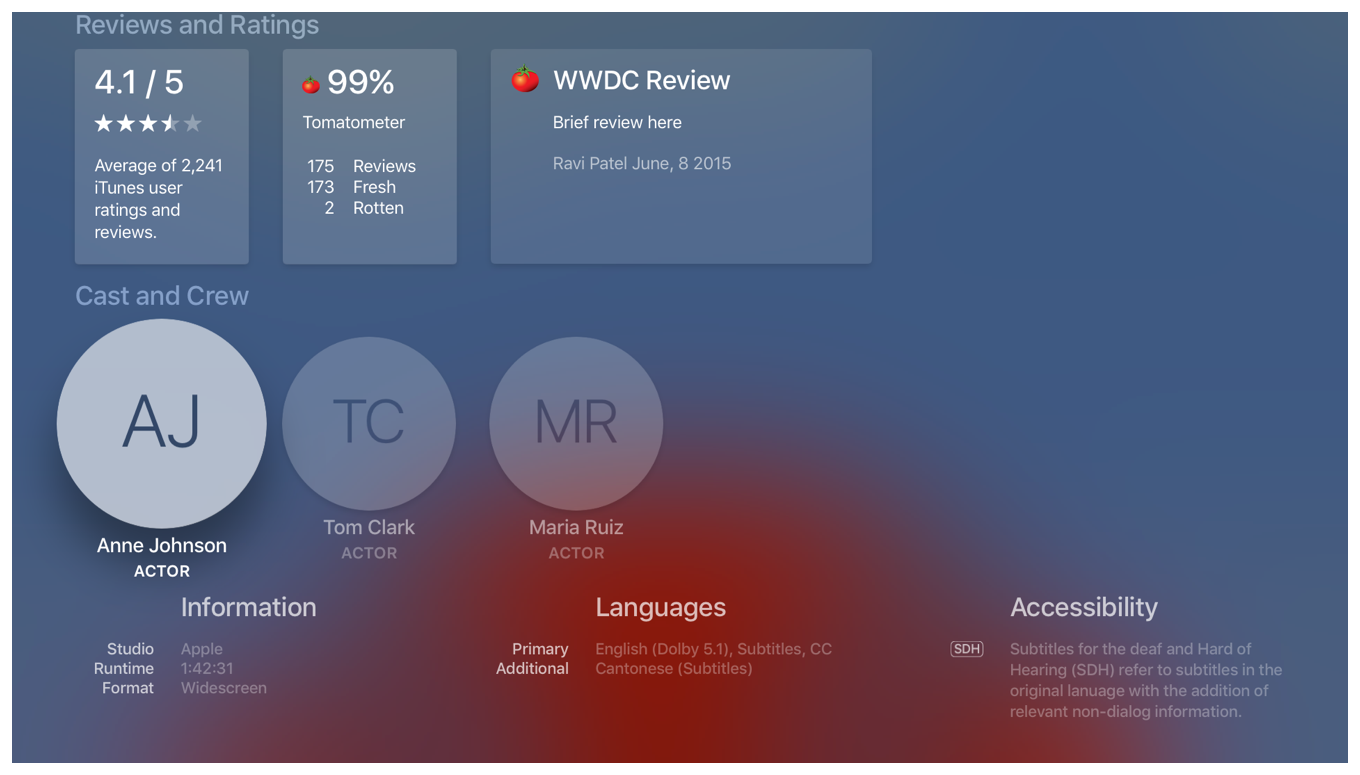 Reviews and Ratings
4.1 / 5
Average of 2,241
iTunes user
ratings and
reviews.
99%
Tomatometer
175 Reviews
173 Fresh
2 Rotten
WWDC Review
Brief review here
Ravi Patel June, 8 2015
Cast and Crew
AJ
Anne Johnson
ACTOR
TC
Tom Clark
ACTOR
MR
Maria Ruiz
ACTOR
Information
Studio Apple
Runtime 1:42:31
Format Widescreen
Languages
Primary English (Dolby 5.1), Subtitles, CC
Additional Cantonese (Subtitles)
Accessibility
SDH Subtitles for the deaf and Hard of
Hearing (SDH) refer to subtitles in the
original lanuage with the addition of
relevant non-dialog information.